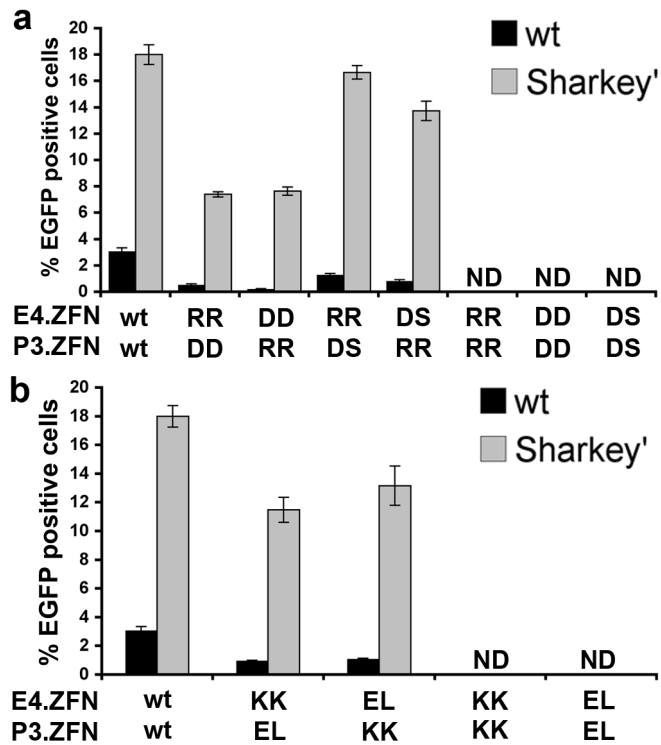 a
% EGFP positive cells
20
18
16
14
12
10
8
6
4
2
0
wt
Sharkey'
ND ND ND
E4.ZFN wt RR DD RR DS RR DD DS
P3.ZFN wt DD RR DS RR RR DD DS
b
% EGFP positive cells
20
18
16
14
12
10
8
6
4
2
0
wt
Sharkey'
ND ND
E4.ZFN wt KK EL KK EL
P3.ZFN wt EL KK KK EL